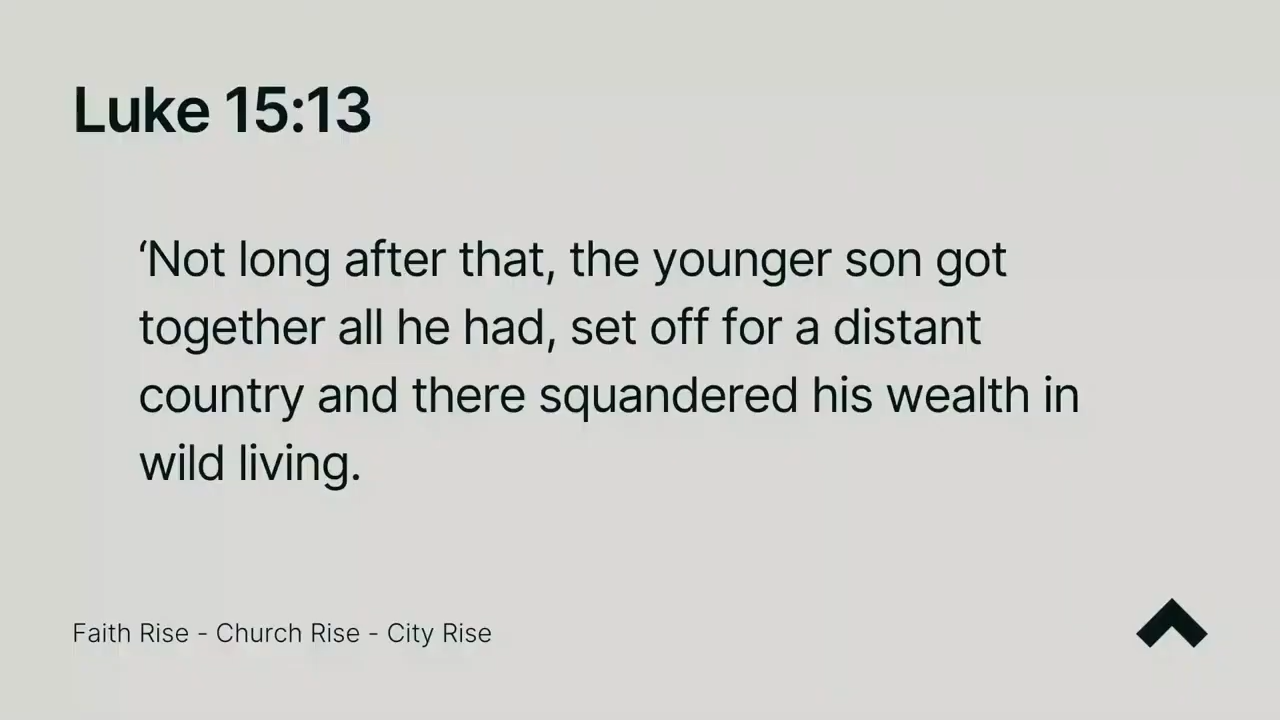 Luke 15:13
‘Not long after that, the younger son got
together all he had, set off for a distant
country and there squandered his wealth in
wild living.
Faith Rise - Church Rise - City Rise